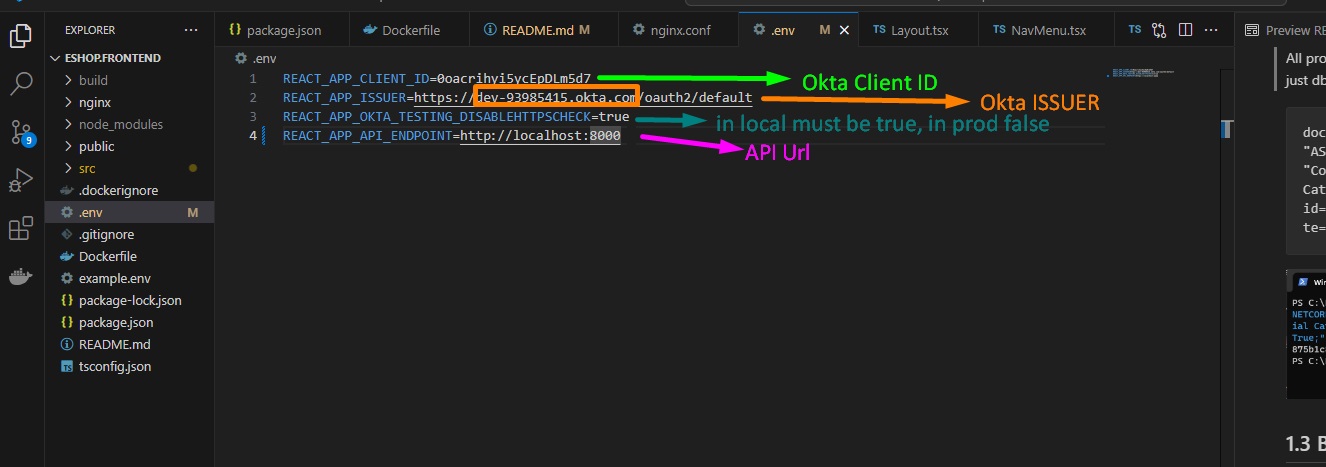 EXPLORER
package.json
Dockerfile
README.md M
nginx.conf
.env M
TS Layout.tsx
TS NavMenu.tsx
TS
Preview RE
ESHOP.FRONTEND
build
nginx
node_modules
public
src
.dockerignore
.env M
.gitignore
Dockerfile
example.env
package-lock.json
package.json
README.md
tsconfig.json
9
.env
1 REACT_APP_CLIENT_ID=0oacrihyi5ycEpDLm5d7
Okta Client ID
2 REACT_APP_ISSUER=https://dev-93985415.okta.com/oauth2/default
Okta ISSUER
3 REACT_APP_OKTA_TESTING_DISABLEHTTPSCHECK=true
in local must be true, in prod false
4 REACT_APP_API_ENDPOINT=http://localhost:8000
API Url
All pro
just db
doc
"AS
"Co
Cat
id=
te=
Win
PS C:\
NETCOR
ial Ca
True;"
875b1c
PS C:\
1.3 B